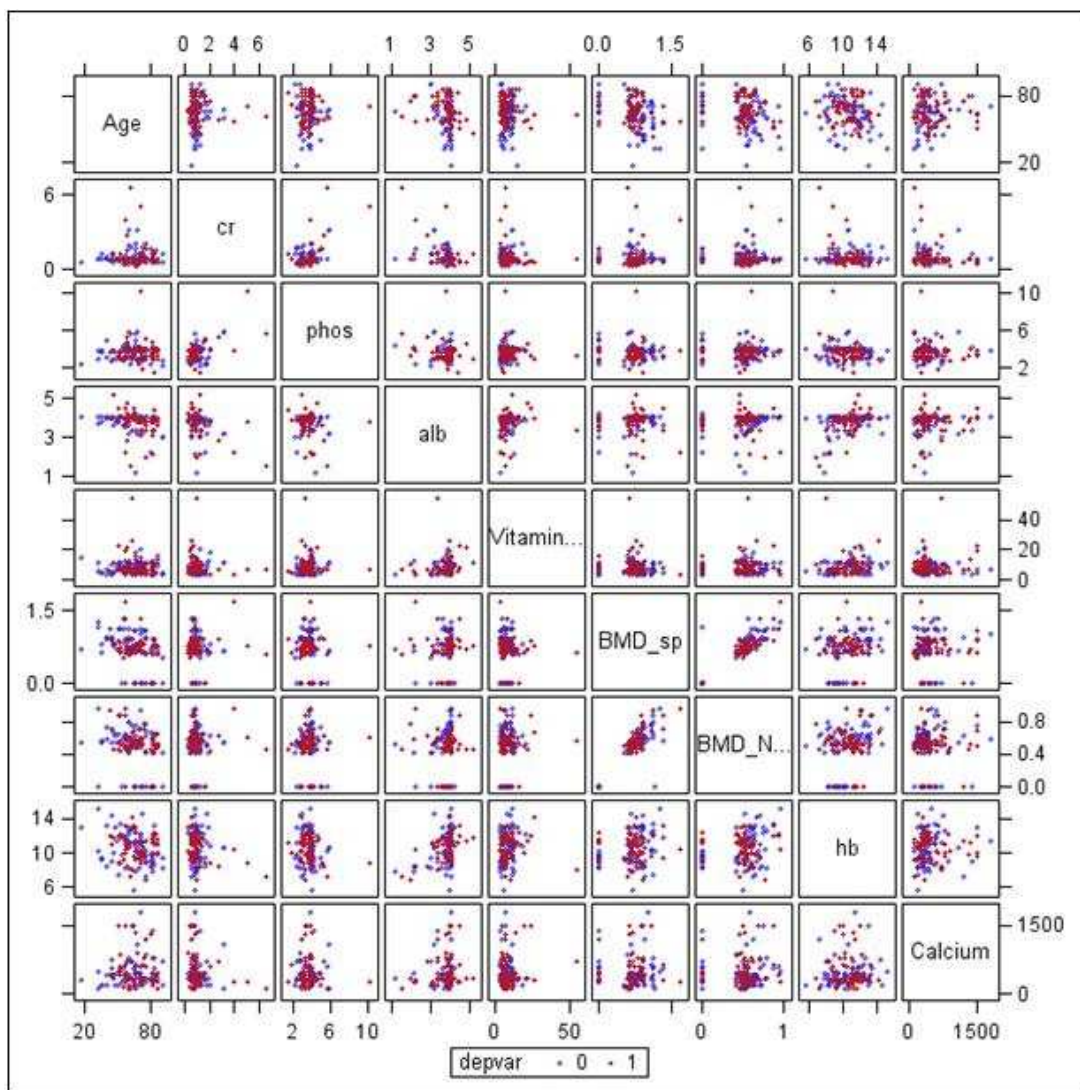 0 2 4 6 1 3 5 0.0 1.5 6 10 14
Age 80 20
6 0 cr
phos 10 6 2
5 3 1 alb
Vitamin... 40 20 0
1.5 0.0 BMD_sp
BMD_N... 0.8 0.4 0.0
14 10 6 hb
Calcium 1500 0
20 80 2 6 10 0 50 0 1 0 1500
depvar 0 1